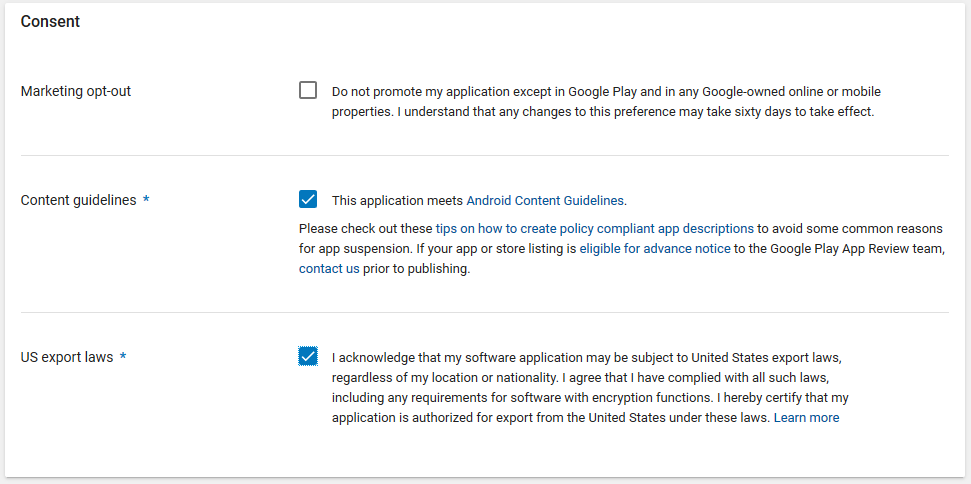 Consent
Marketing opt-out
Do not promote my application except in Google Play and in any Google-owned online or mobile
properties. I understand that any changes to this preference may take sixty days to take effect.
Content guidelines *
This application meets Android Content Guidelines.
Please check out these tips on how to create policy compliant app descriptions to avoid some common reasons
for app suspension. If your app or store listing is eligible for advance notice to the Google Play App Review team,
contact us prior to publishing.
US export laws *
I acknowledge that my software application may be subject to United States export laws,
regardless of my location or nationality. I agree that I have complied with all such laws,
including any requirements for software with encryption functions. I hereby certify that my
application is authorized for export from the United States under these laws. Learn more